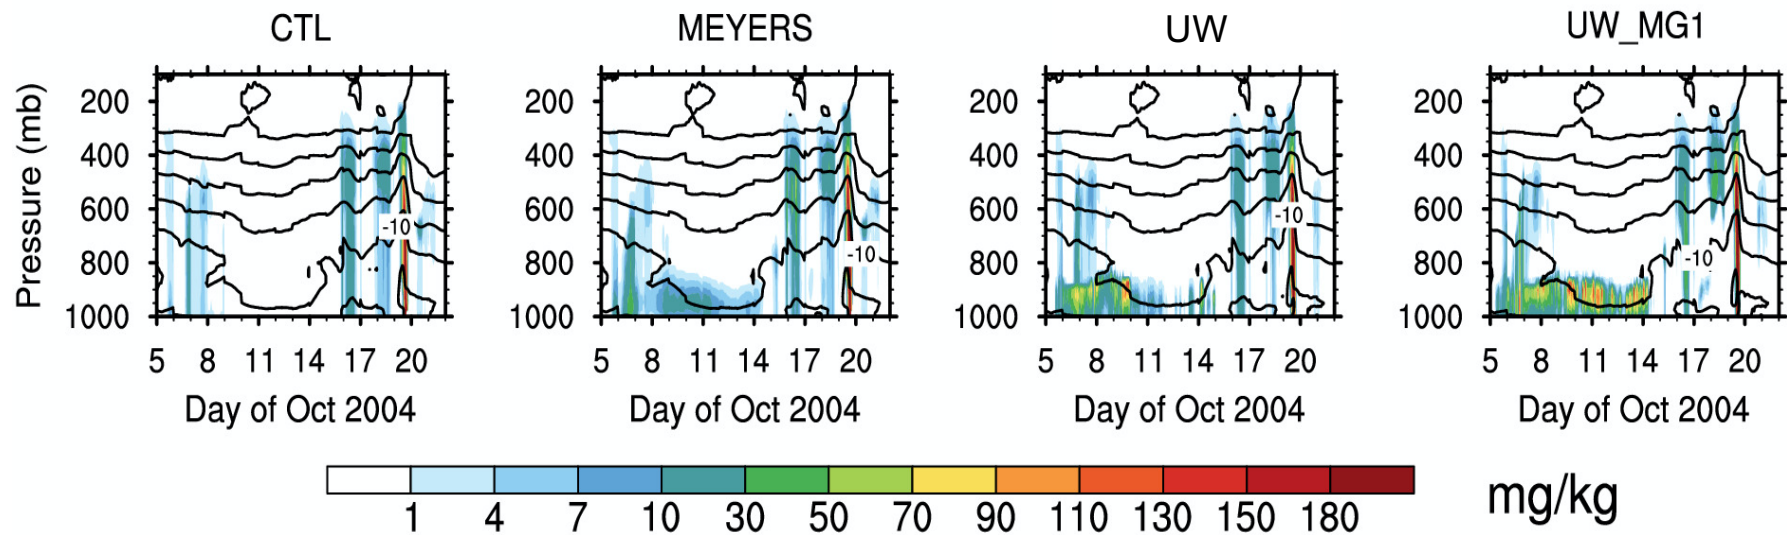 CTL MEYERS UW UW_MG1
Pressure (mb)
200 200 200 200
400 400 400 400
600 600 600 600
-10 -10 -10 -10
800 800 800 800
1000 1000 1000 1000
5 8 11 14 17 20 5 8 11 14 17 20 5 8 11 14 17 20 5 8 11 14 17 20
Day of Oct 2004 Day of Oct 2004 Day of Oct 2004 Day of Oct 2004
1 4 7 10 30 50 70 90 110 130 150 180
mg/kg